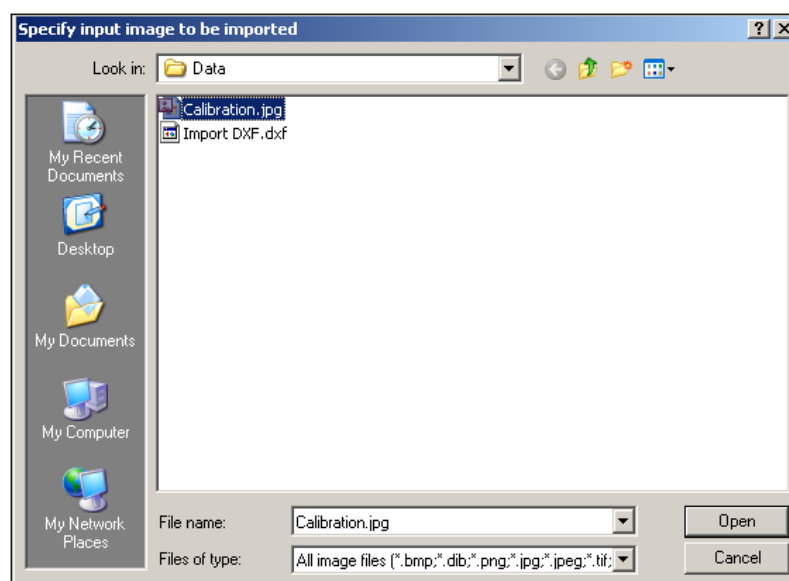 Specify input image to be imported
Look in:
Data
Calibration.jpg
Import DXF.dxf
My Recent
Documents
Desktop
My Documents
My Computer
My Network
Places
File name:
Calibration.jpg
Open
Files of type:
All image files (*.bmp;*.dib;*.png;*.jpg;*.jpeg;*.tif;
Cancel